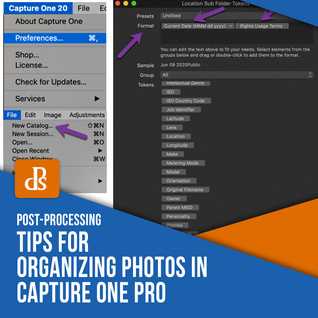 Capture One 20
File
Edit
About Capture One
Preferences...
⌘,
Shop...
License...
Check for Updates...
Services
File
Edit
Image
Adjustments
New Catalog...
⇧⌘N
New Session...
⌘N
Open...
⌘O
Open Recent
Close Window
Location Sub Folder Tokens
Presets
Untitled
Format
Current Date (MMM dd yyyy)
Rights Usage Terms
You can edit the text above to fit your needs. Select elements from the
groups below and drag or double-click to add them to the format.
Sample
Jun 09 2020Public
Group
All
Tokens
Intellectual Genre
ISO
ISO Country Code
Job Identifier
Latitude
Lens
Location
Longitude
Make
Metering Mode
Model
Orientation
Original Filename
Owner
Parent MEID
Personality
dPS
POST-PROCESSING
TIPS FOR
ORGANIZING PHOTOS IN
CAPTURE ONE PRO